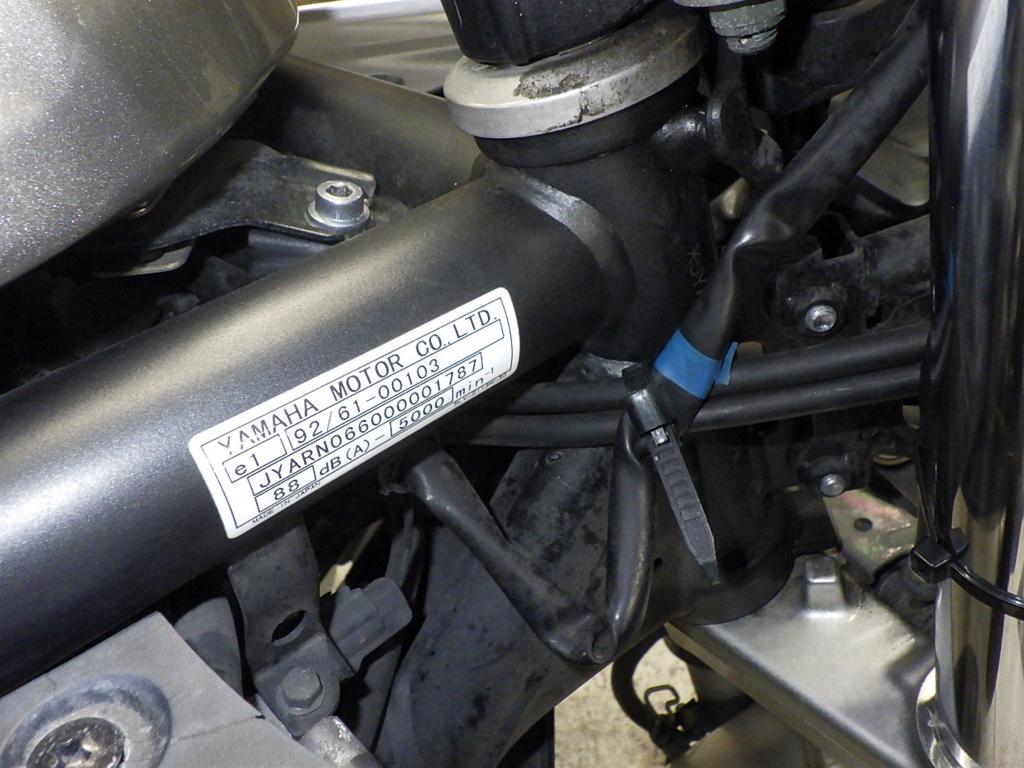 YAMAHA MOTOR CO., LTD.
e1 92/61-00103
JYARN066000001787
88 dB(A)- 5000 min-1
MADE IN JAPAN